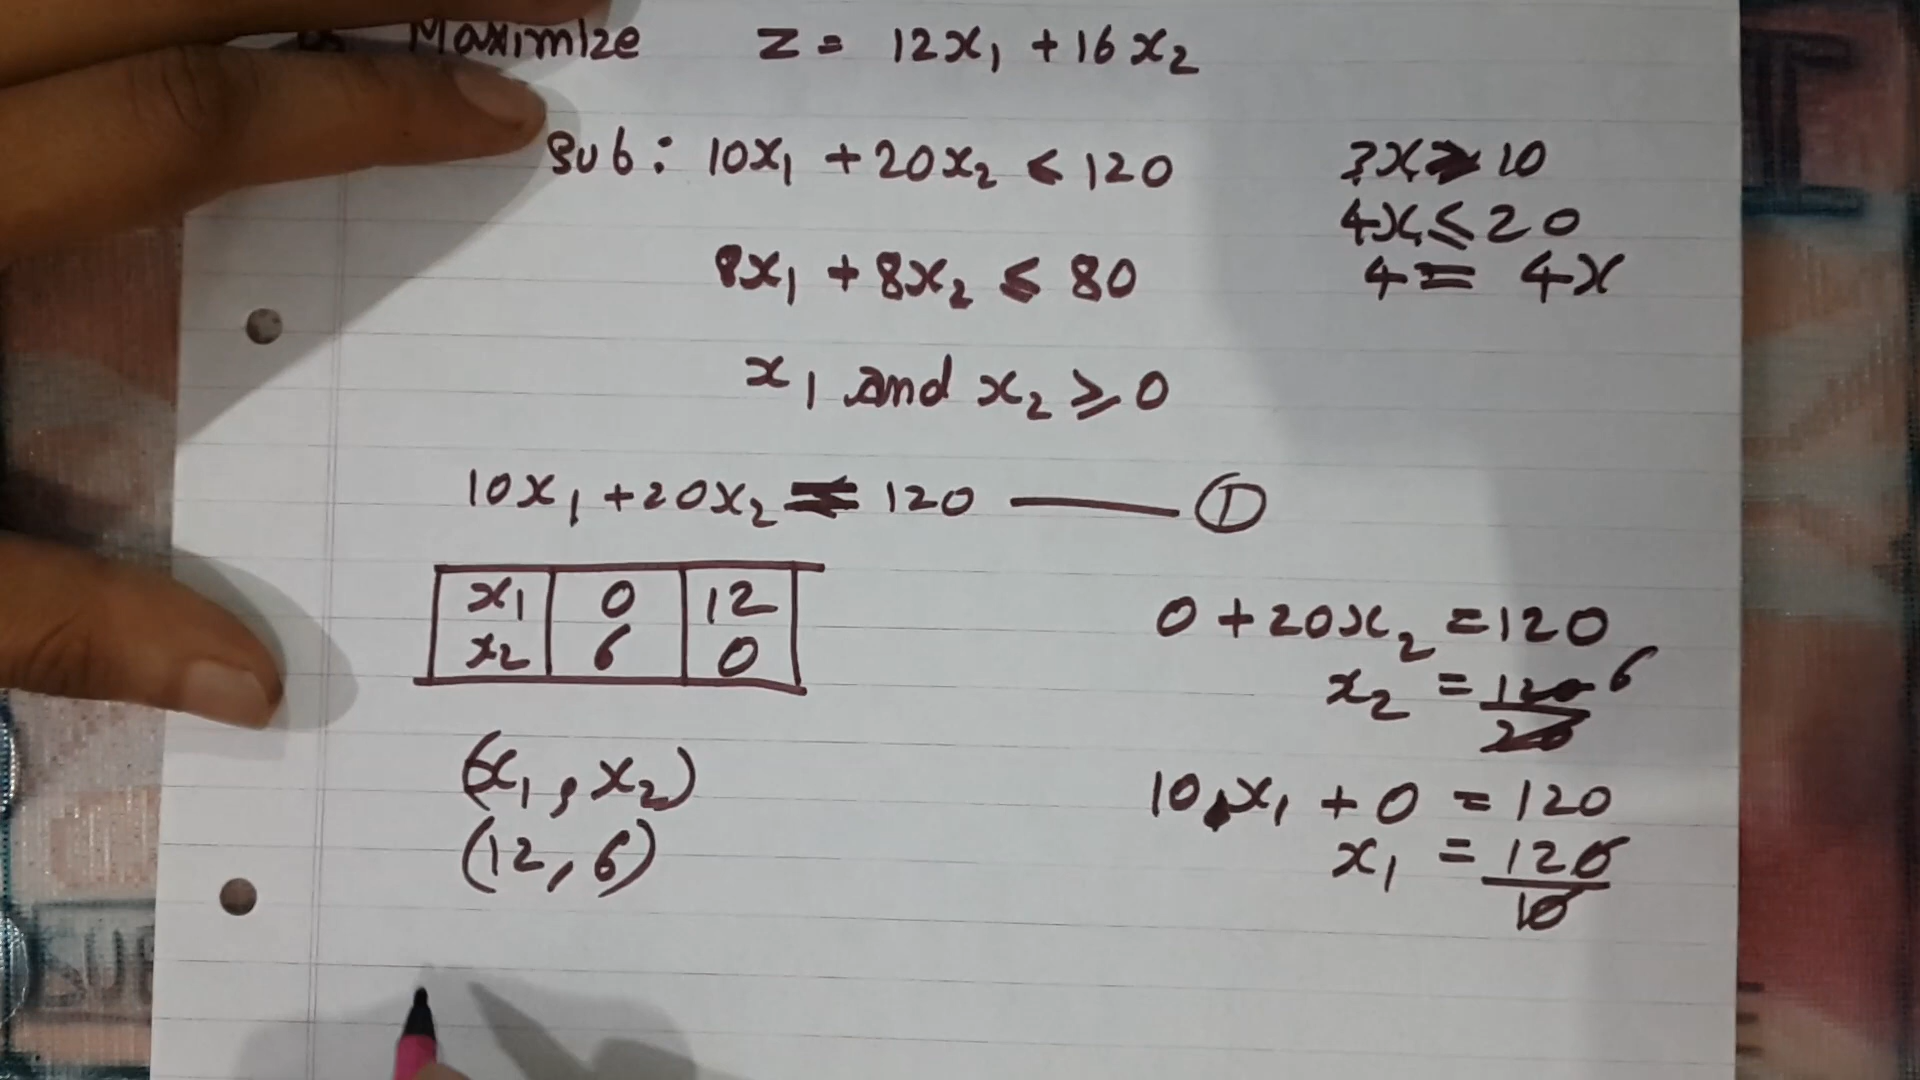 Maximize Z = 12x₁ + 16x₂
Sub: 10x₁ + 20x₂ ≤ 120
8x₁ + 8x₂ ≤ 80
x₁ and x₂ ≥ 0
10
4x ≤ 20
4 = 4x
10x₁ + 20x₂ = 120 —— ①
x₁ 0 12
x₂ 6 0
(x₁, x₂)
(12, 6)
0 + 20x₂ = 120
x₂ = 120/20 6
10x₁ + 0 = 120
x₁ = 120/10